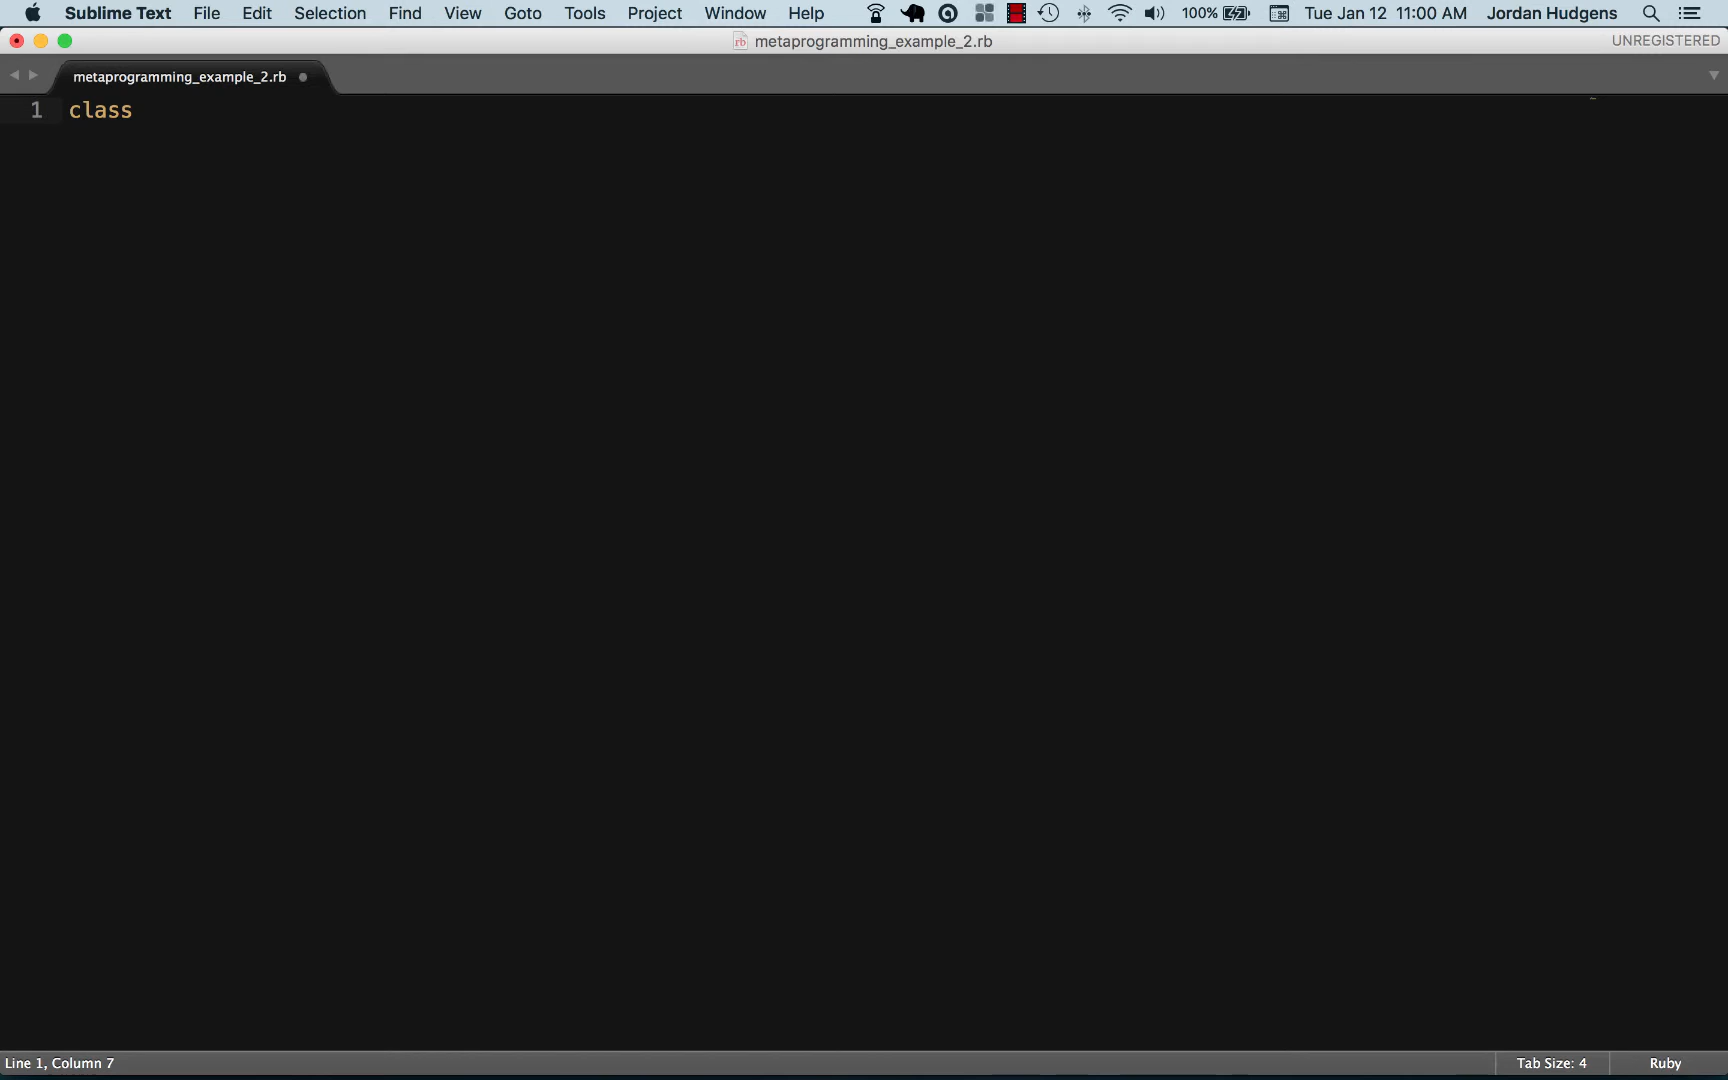 Sublime Text File Edit Selection Find View Goto Tools Project Window Help 100% Tue Jan 12 11:00 AM Jordan Hudgens
rb metaprogramming_example_2.rb UNREGISTERED
metaprogramming_example_2.rb
1 class
Line 1, Column 7 Tab Size: 4 Ruby